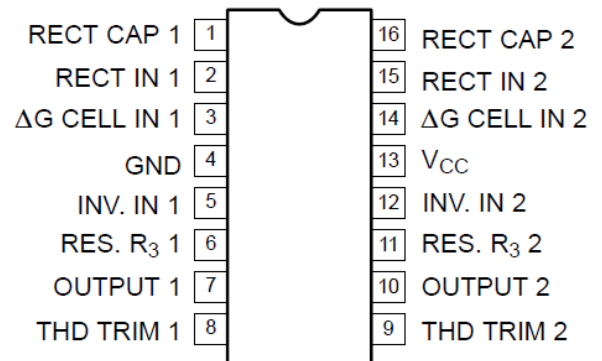 RECT CAP 1 1 16 RECT CAP 2
RECT IN 1 2 15 RECT IN 2
ΔG CELL IN 1 3 14 ΔG CELL IN 2
GND 4 13 VCC
INV. IN 1 5 12 INV. IN 2
RES. R3 1 6 11 RES. R3 2
OUTPUT 1 7 10 OUTPUT 2
THD TRIM 1 8 9 THD TRIM 2